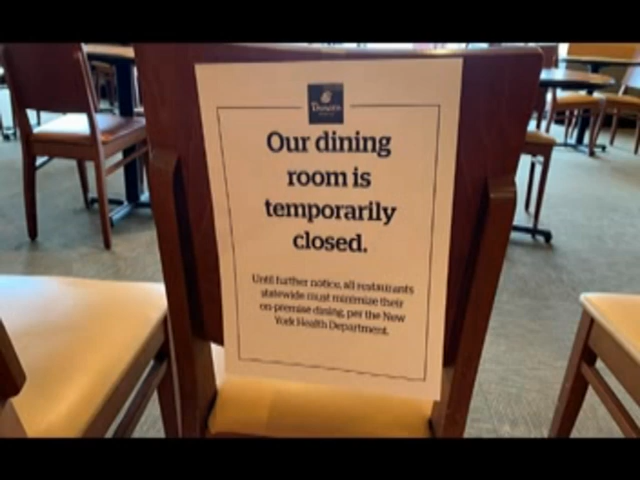 Our dining
room is
temporarily
closed.
Until further notice, all restaurants
statewide must minimize their
on-premise dining, per the New
York Health Department.